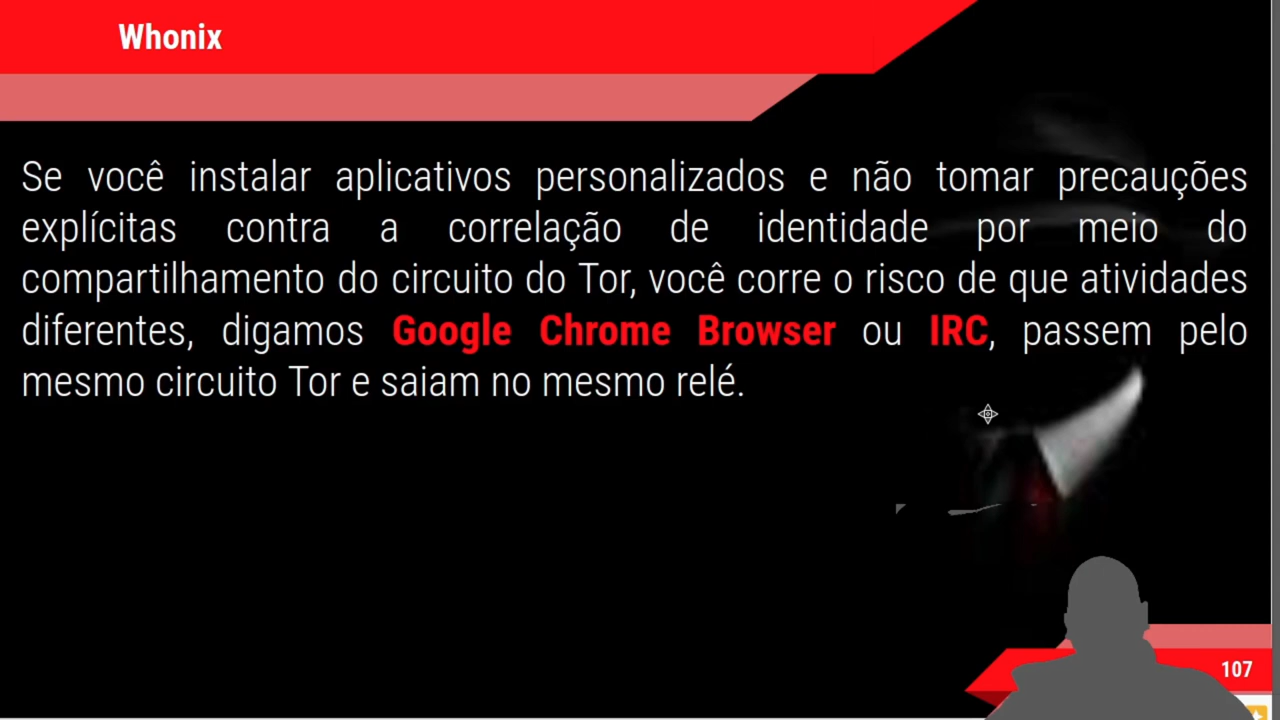 Whonix
Se você instalar aplicativos personalizados e não tomar precauções
explícitas contra a correlação de identidade por meio do
compartilhamento do circuito do Tor, você corre o risco de que atividades
diferentes, digamos Google Chrome Browser ou IRC, passem pelo
mesmo circuito Tor e saiam no mesmo relé.
107